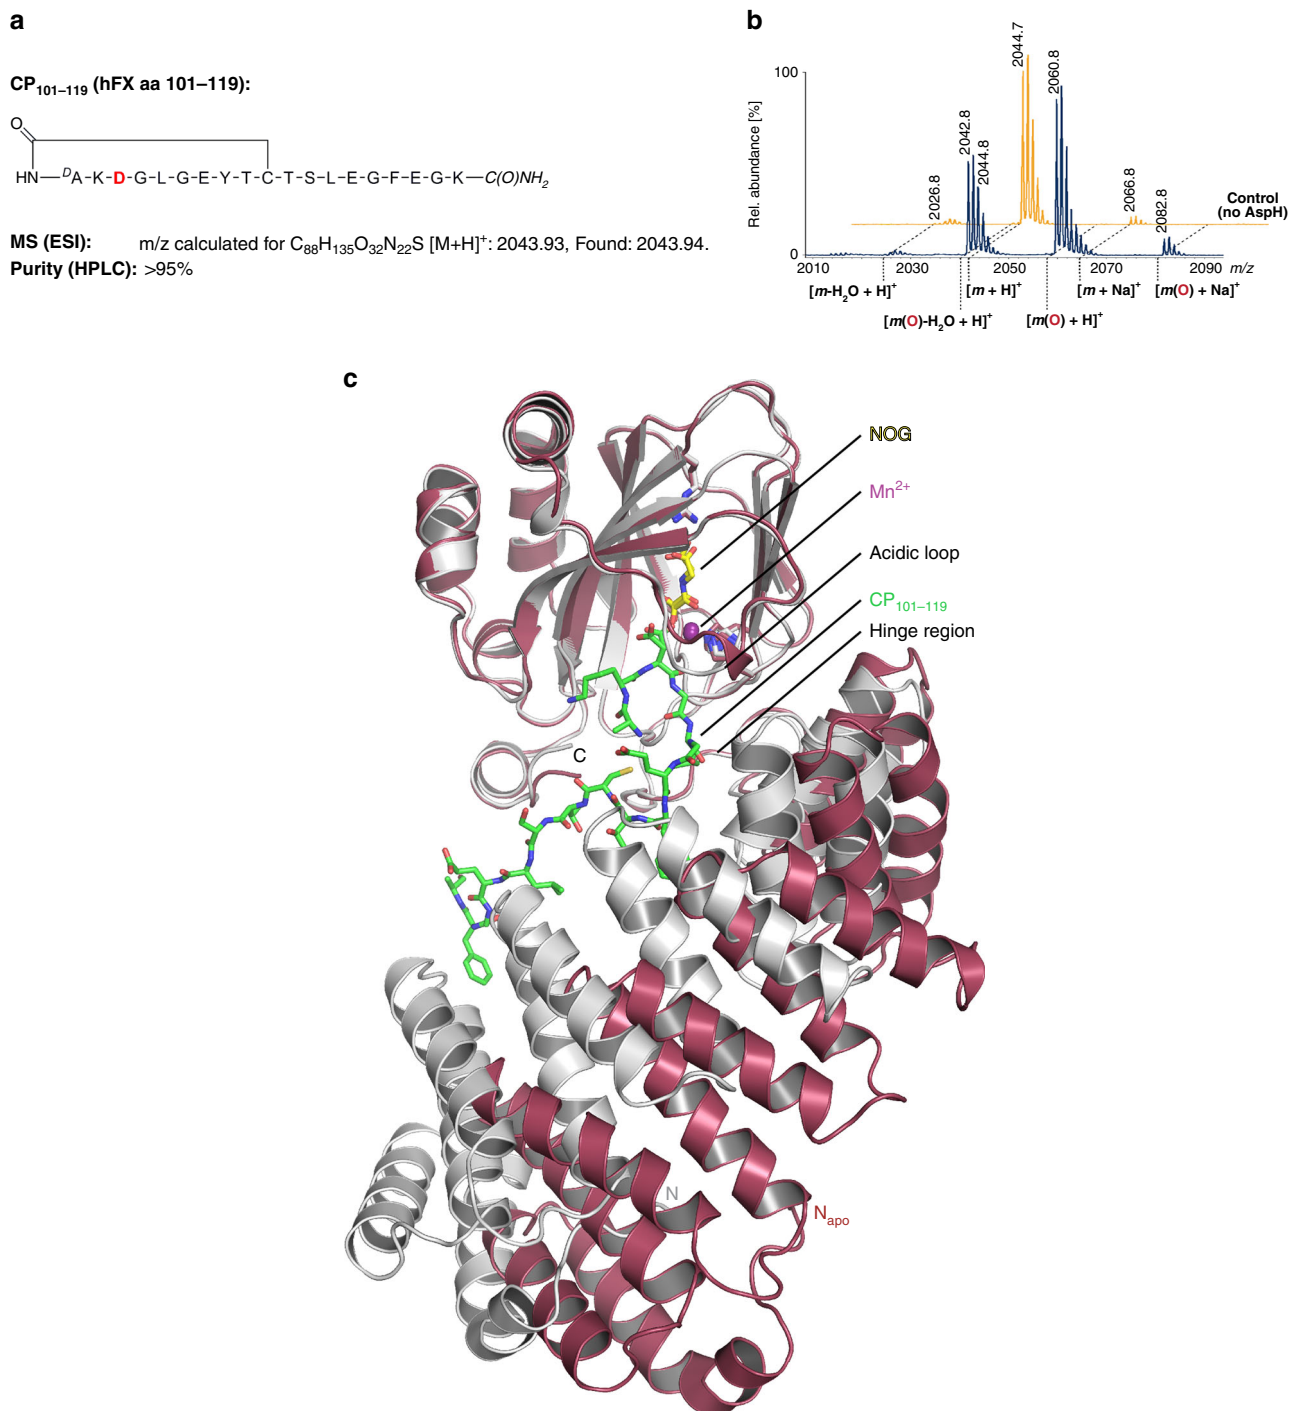 a
CP101–119 (hFX aa 101–119):
O
HN—DA–K–D–G–L–G–E–Y–T–C–T–S–L–E–G–F–E–G–K—C(O)NH2
MS (ESI): m/z calculated for C88H135O32N22S [M+H]+: 2043.93, Found: 2043.94.
Purity (HPLC): >95%
b
Rel. abundance [%]
100
0
2026.8
2042.8
2044.8
2044.7
2060.8
2066.8
2082.8
Control
(no AspH)
2010 2030 2050 2070 2090 m/z
[m-H2O + H]+ [m + H]+ [m + Na]+ [m(O) + Na]+
[m(O)-H2O + H]+ [m(O) + H]+
c
NOG
Mn2+
Acidic loop
CP101–119
Hinge region
C
N
Napo